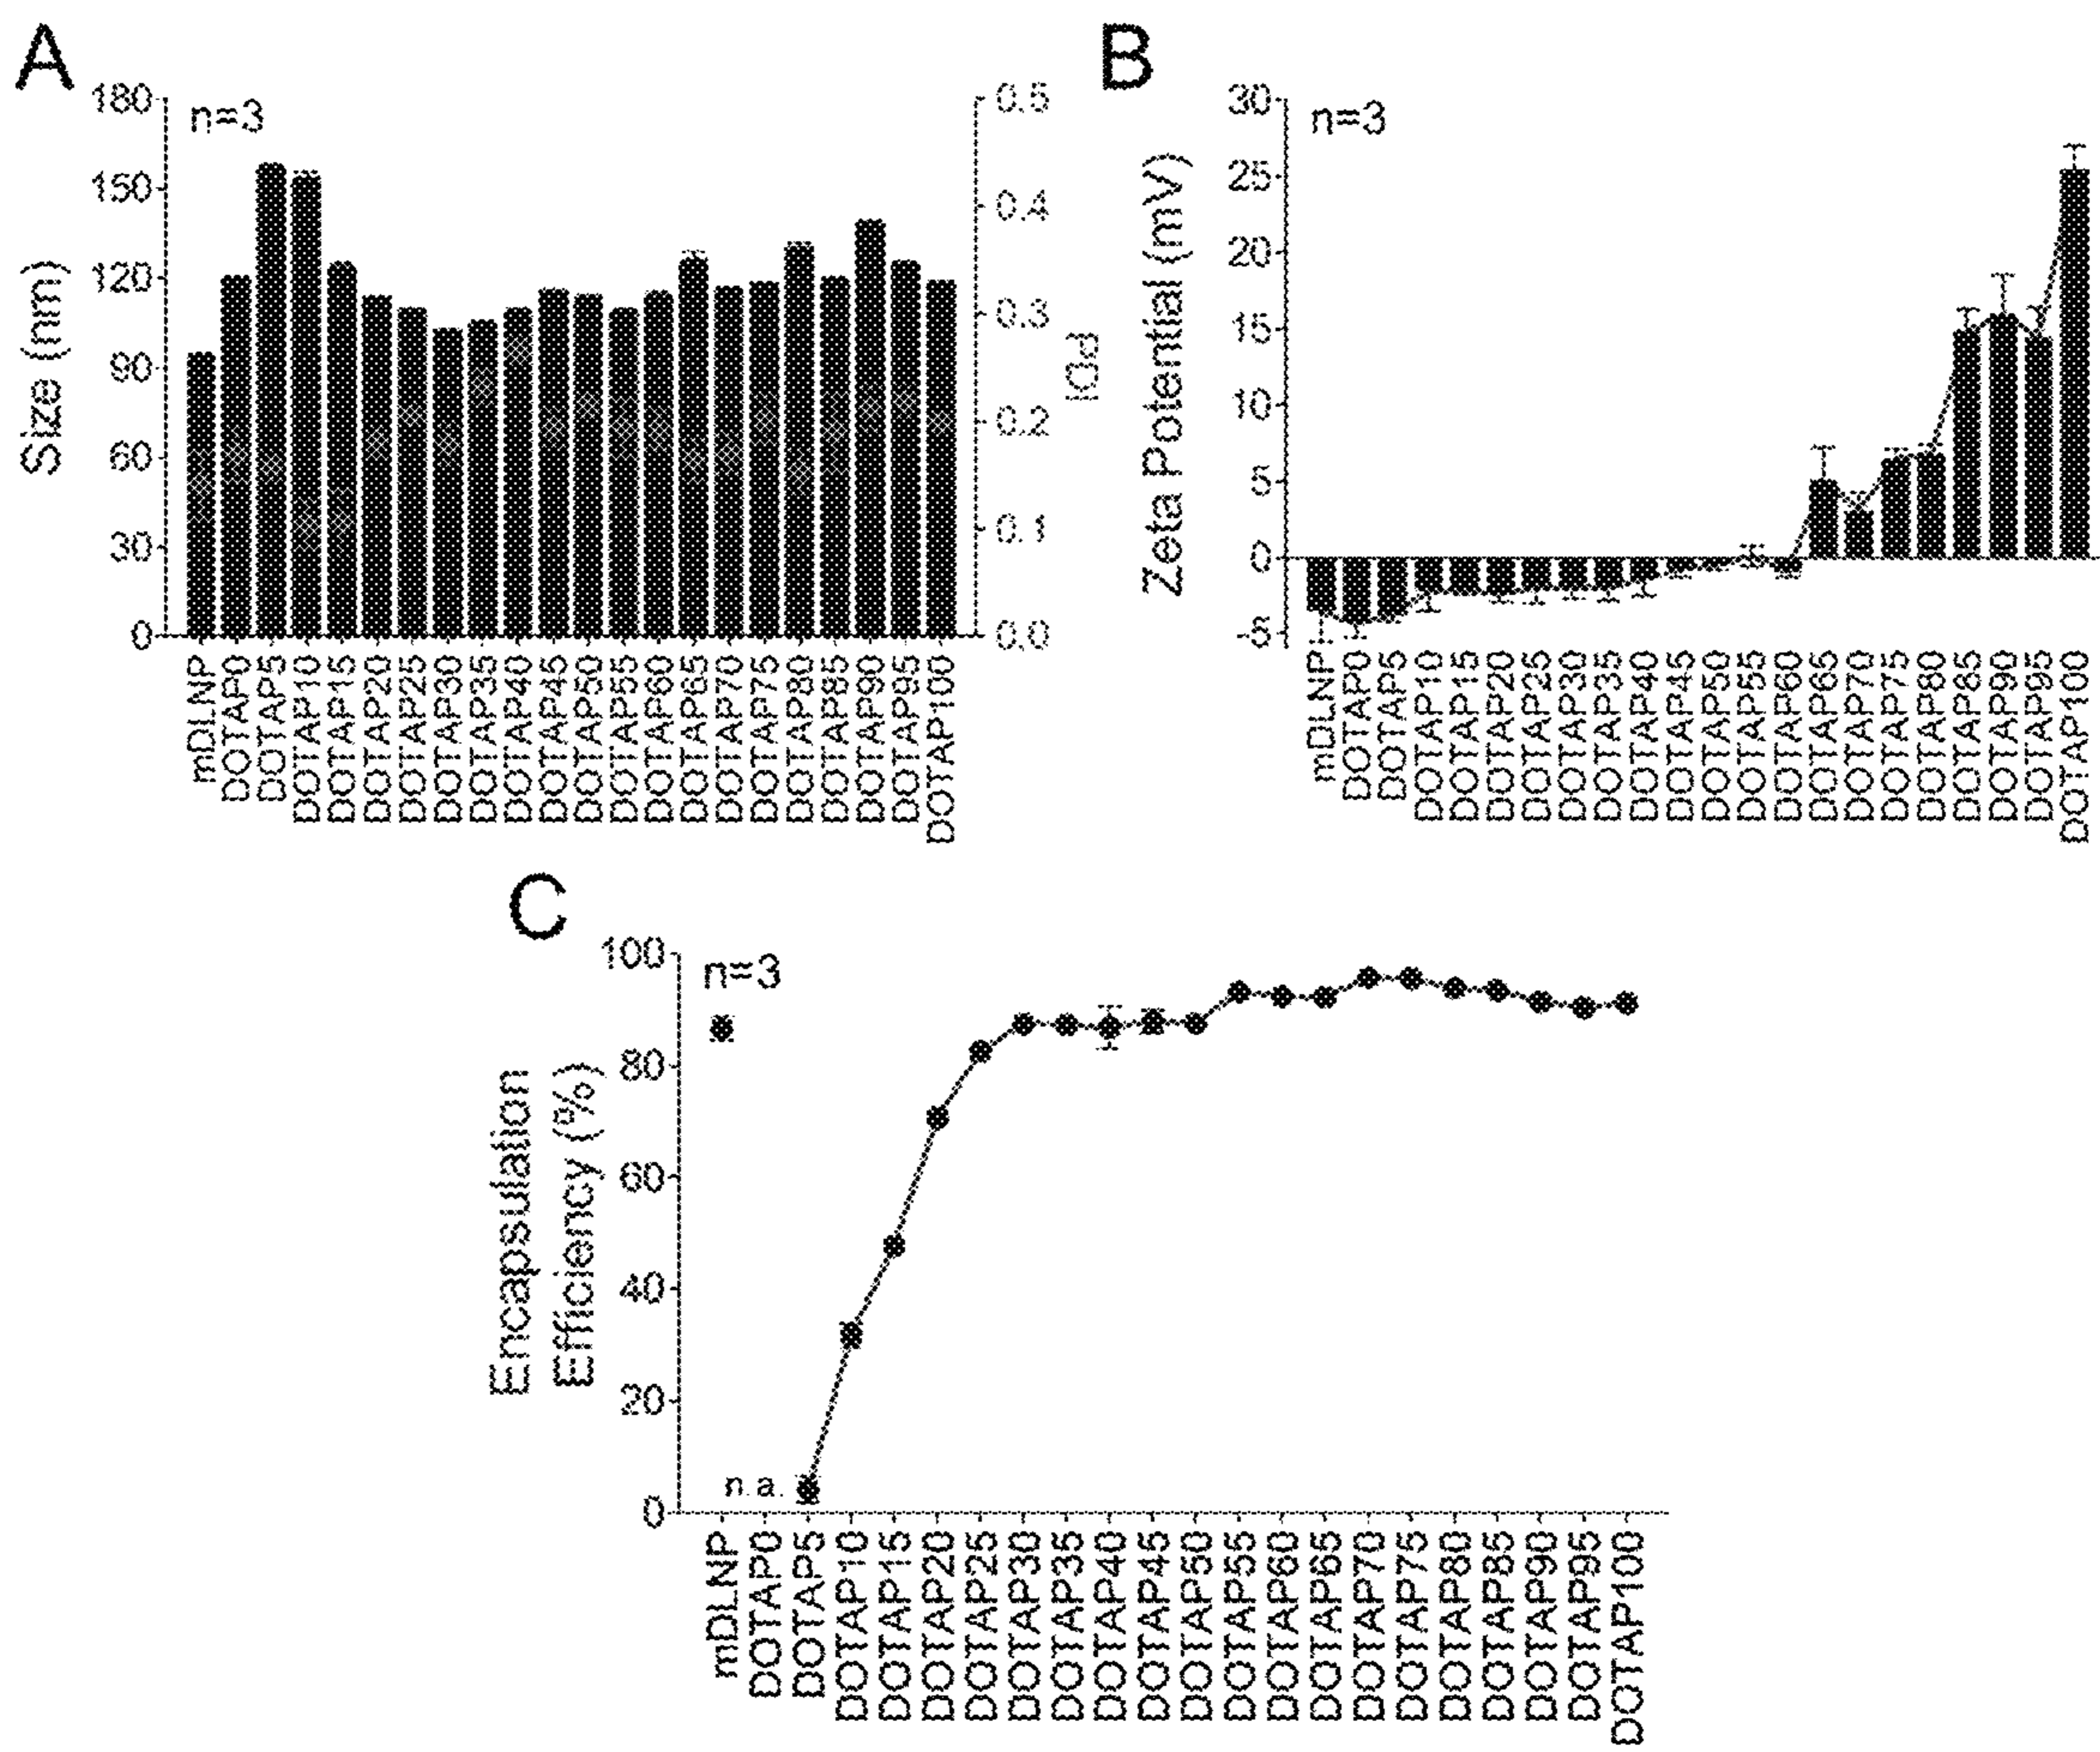 A
180
150
120
90
60
30
0
Size (nm)
n=3
0.5
0.4
0.3
0.2
0.1
0.0
PDI
mDLNP
DOTAP0
DOTAP5
DOTAP10
DOTAP15
DOTAP20
DOTAP25
DOTAP30
DOTAP35
DOTAP40
DOTAP45
DOTAP50
DOTAP55
DOTAP60
DOTAP65
DOTAP70
DOTAP75
DOTAP80
DOTAP85
DOTAP90
DOTAP95
DOTAP100
B
30
25
20
15
10
5
0
-5
Zeta Potential (mV)
n=3
mDLNP
DOTAP0
DOTAP5
DOTAP10
DOTAP15
DOTAP20
DOTAP25
DOTAP30
DOTAP35
DOTAP40
DOTAP45
DOTAP50
DOTAP55
DOTAP60
DOTAP65
DOTAP70
DOTAP75
DOTAP80
DOTAP85
DOTAP90
DOTAP95
DOTAP100
C
100
80
60
40
20
0
Encapsulation
Efficiency (%)
n=3
n.a.
mDLNP
DOTAP0
DOTAP5
DOTAP10
DOTAP15
DOTAP20
DOTAP25
DOTAP30
DOTAP35
DOTAP40
DOTAP45
DOTAP50
DOTAP55
DOTAP60
DOTAP65
DOTAP70
DOTAP75
DOTAP80
DOTAP85
DOTAP90
DOTAP95
DOTAP100